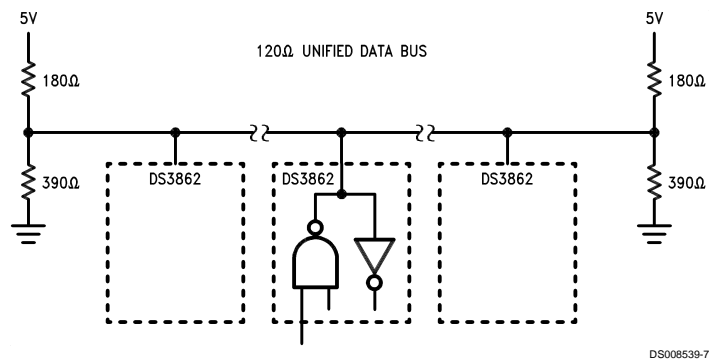 5V
5V
120Ω UNIFIED DATA BUS
180Ω
180Ω
DS3862
DS3862
DS3862
390Ω
390Ω
DS008539-7